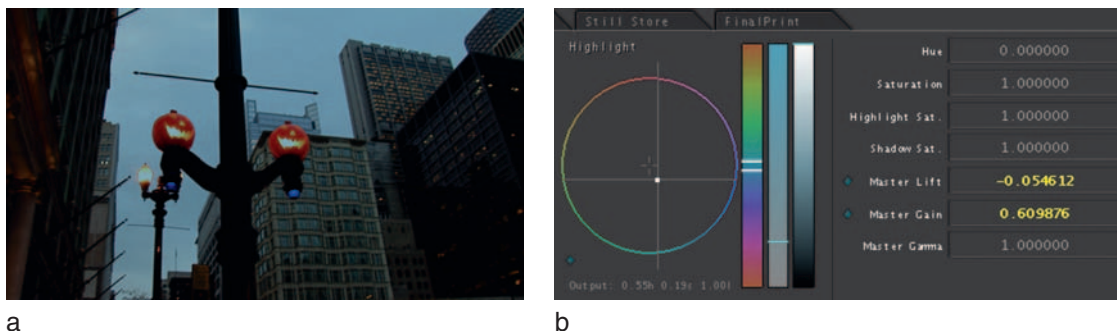 Still Store
FinalPrint
Highlight
Hue 0.000000
Saturation 1.000000
Highlight Sat. 1.000000
Shadow Sat. 1.000000
Master Lift -0.054612
Master Gain 0.609876
Master Gamma 1.000000
Output: 0.55h 0.19s 1.00l
a
b